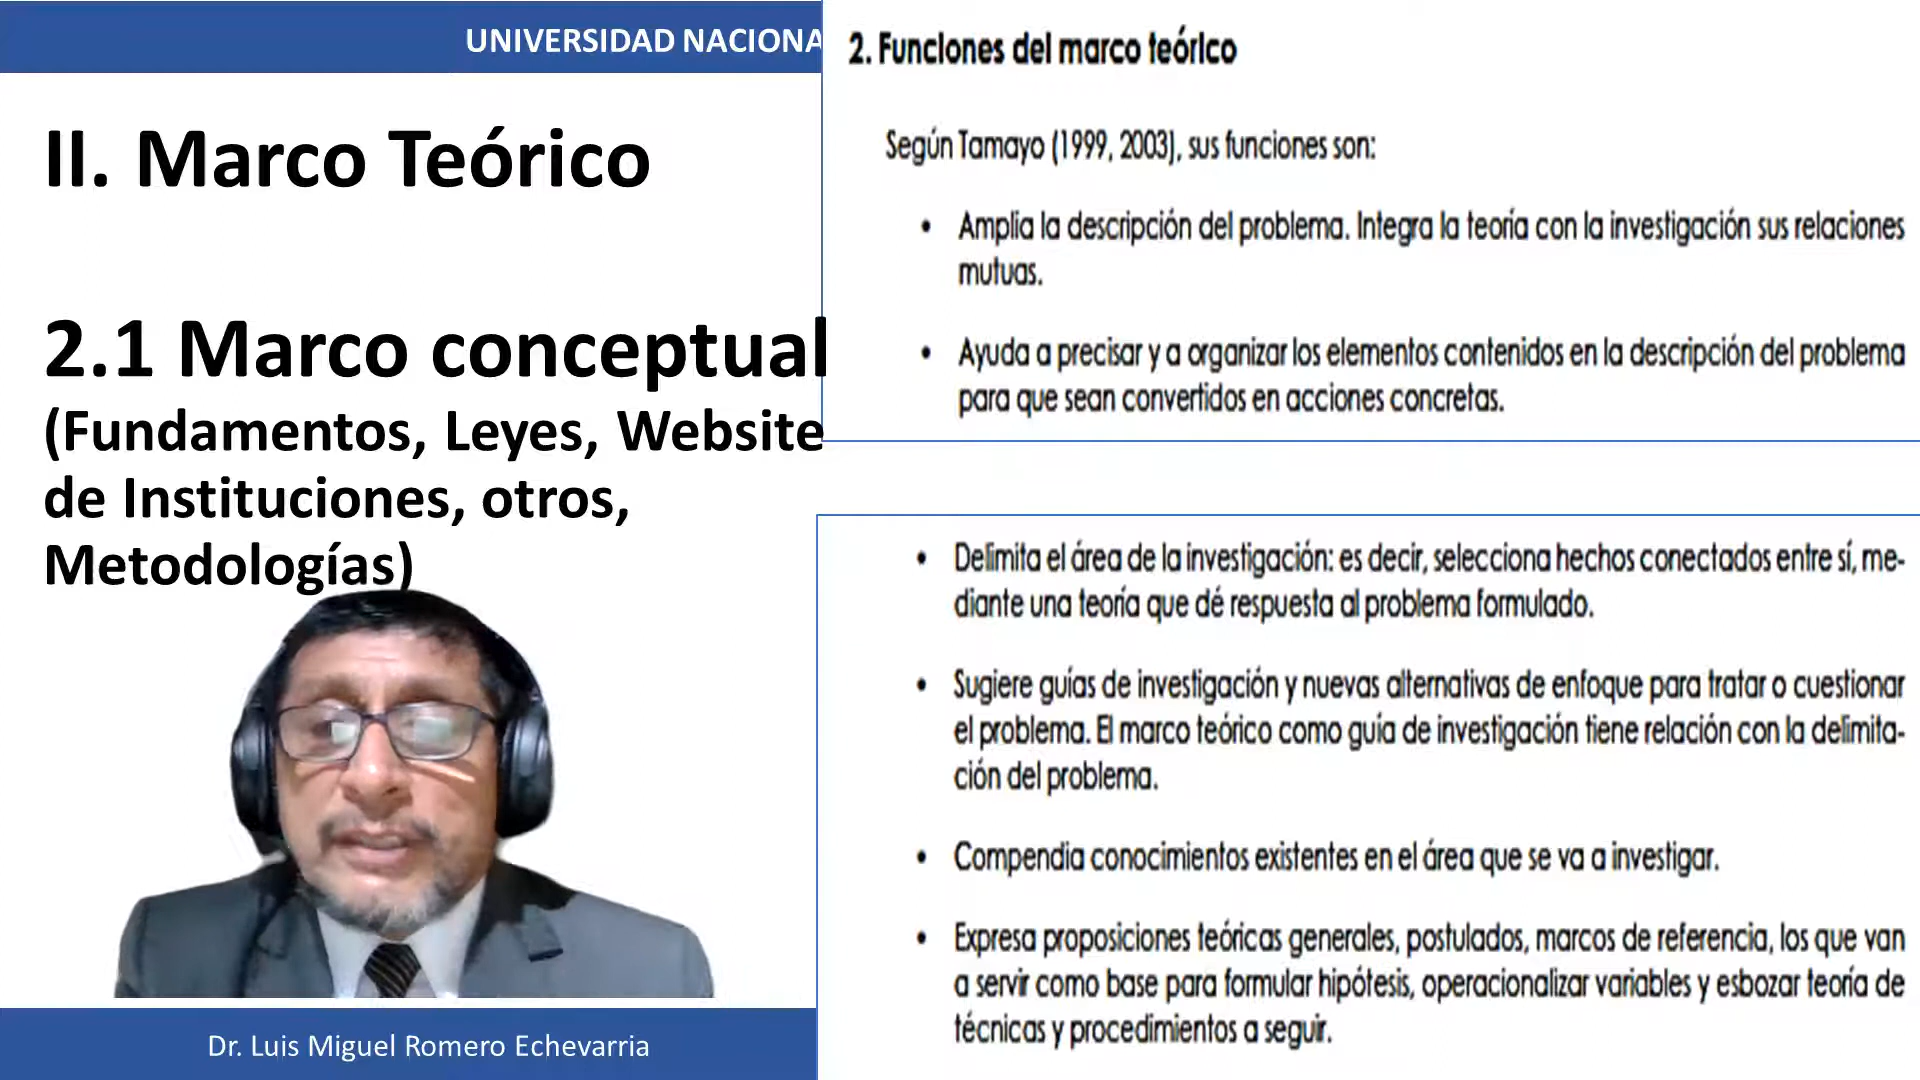 UNIVERSIDAD NACIONA
II. Marco Teórico
2.1 Marco conceptual
(Fundamentos, Leyes, Website
de Instituciones, otros,
Metodologías)
Dr. Luis Miguel Romero Echevarria
2. Funciones del marco teórico
Según Tamayo (1999, 2003), sus funciones son:
• Amplia la descripción del problema. Integra la teoría con la investigación sus relaciones
mutuas.
• Ayuda a precisar y a organizar los elementos contenidos en la descripción del problema
para que sean convertidos en acciones concretas.
• Delimita el área de la investigación: es decir, selecciona hechos conectados entre sí, me-
diante una teoría que dé respuesta al problema formulado.
• Sugiere guías de investigación y nuevas alternativas de enfoque para tratar o cuestionar
el problema. El marco teórico como guía de investigación tiene relación con la delimita-
ción del problema.
• Compendia conocimientos existentes en el área que se va a investigar.
• Expresa proposiciones teóricas generales, postulados, marcos de referencia, los que van
a servir como base para formular hipótesis, operacionalizar variables y esbozar teoría de
técnicas y procedimientos a seguir.